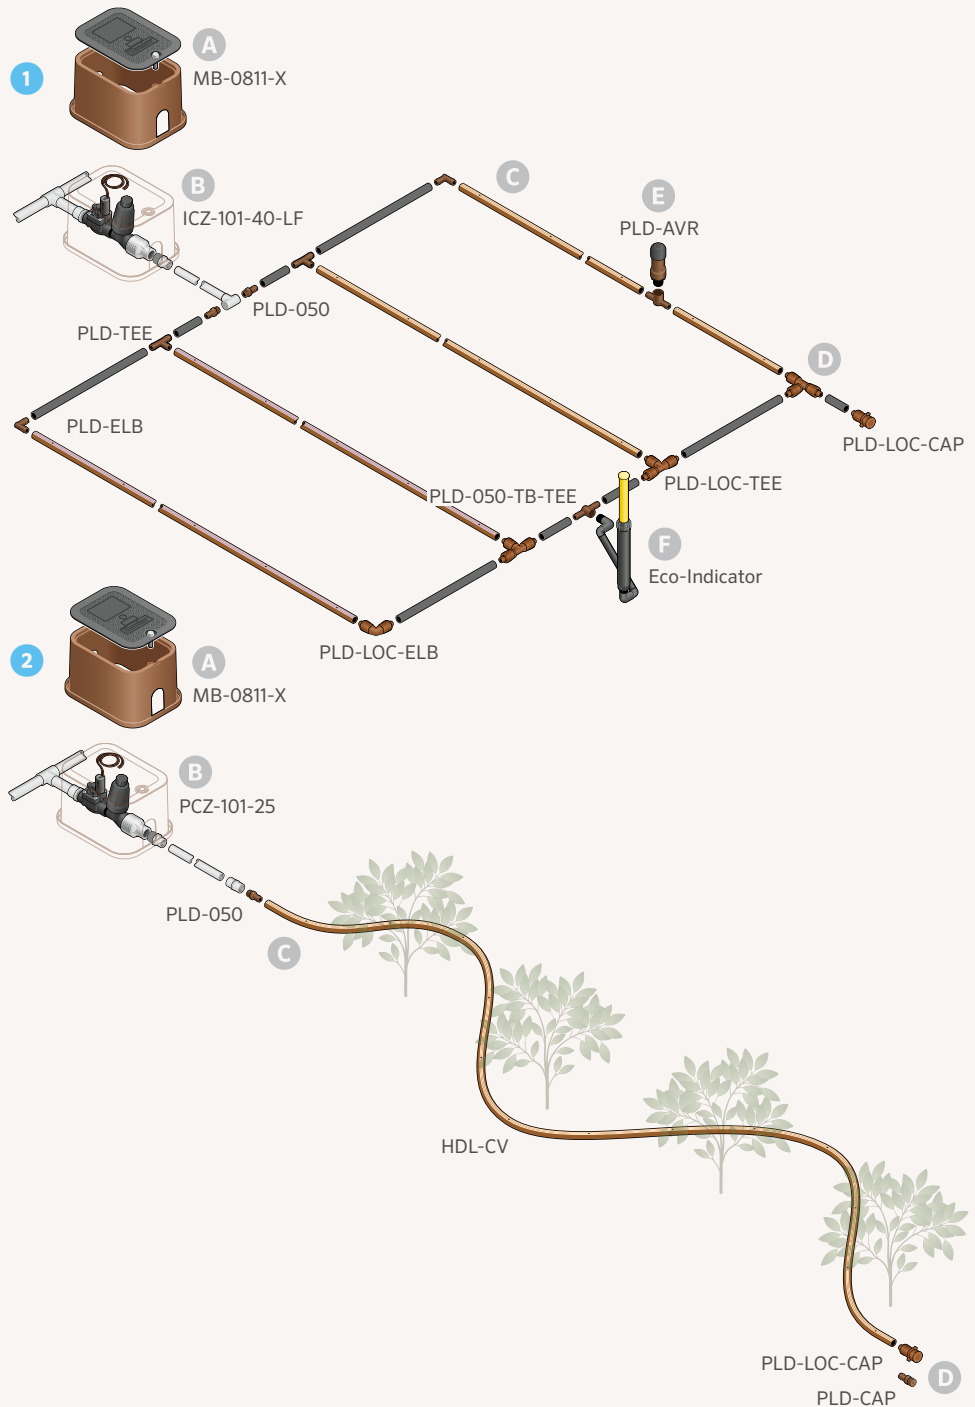 1
A
MB-0811-X
B
ICZ-101-40-LF
C
E
PLD-AVR
PLD-050
PLD-TEE
D
PLD-ELB
PLD-LOC-CAP
PLD-LOC-TEE
PLD-050-TB-TEE
F
Eco-Indicator
PLD-LOC-ELB
2
A
MB-0811-X
B
PCZ-101-25
PLD-050
C
HDL-CV
PLD-LOC-CAP
D
PLD-CAP